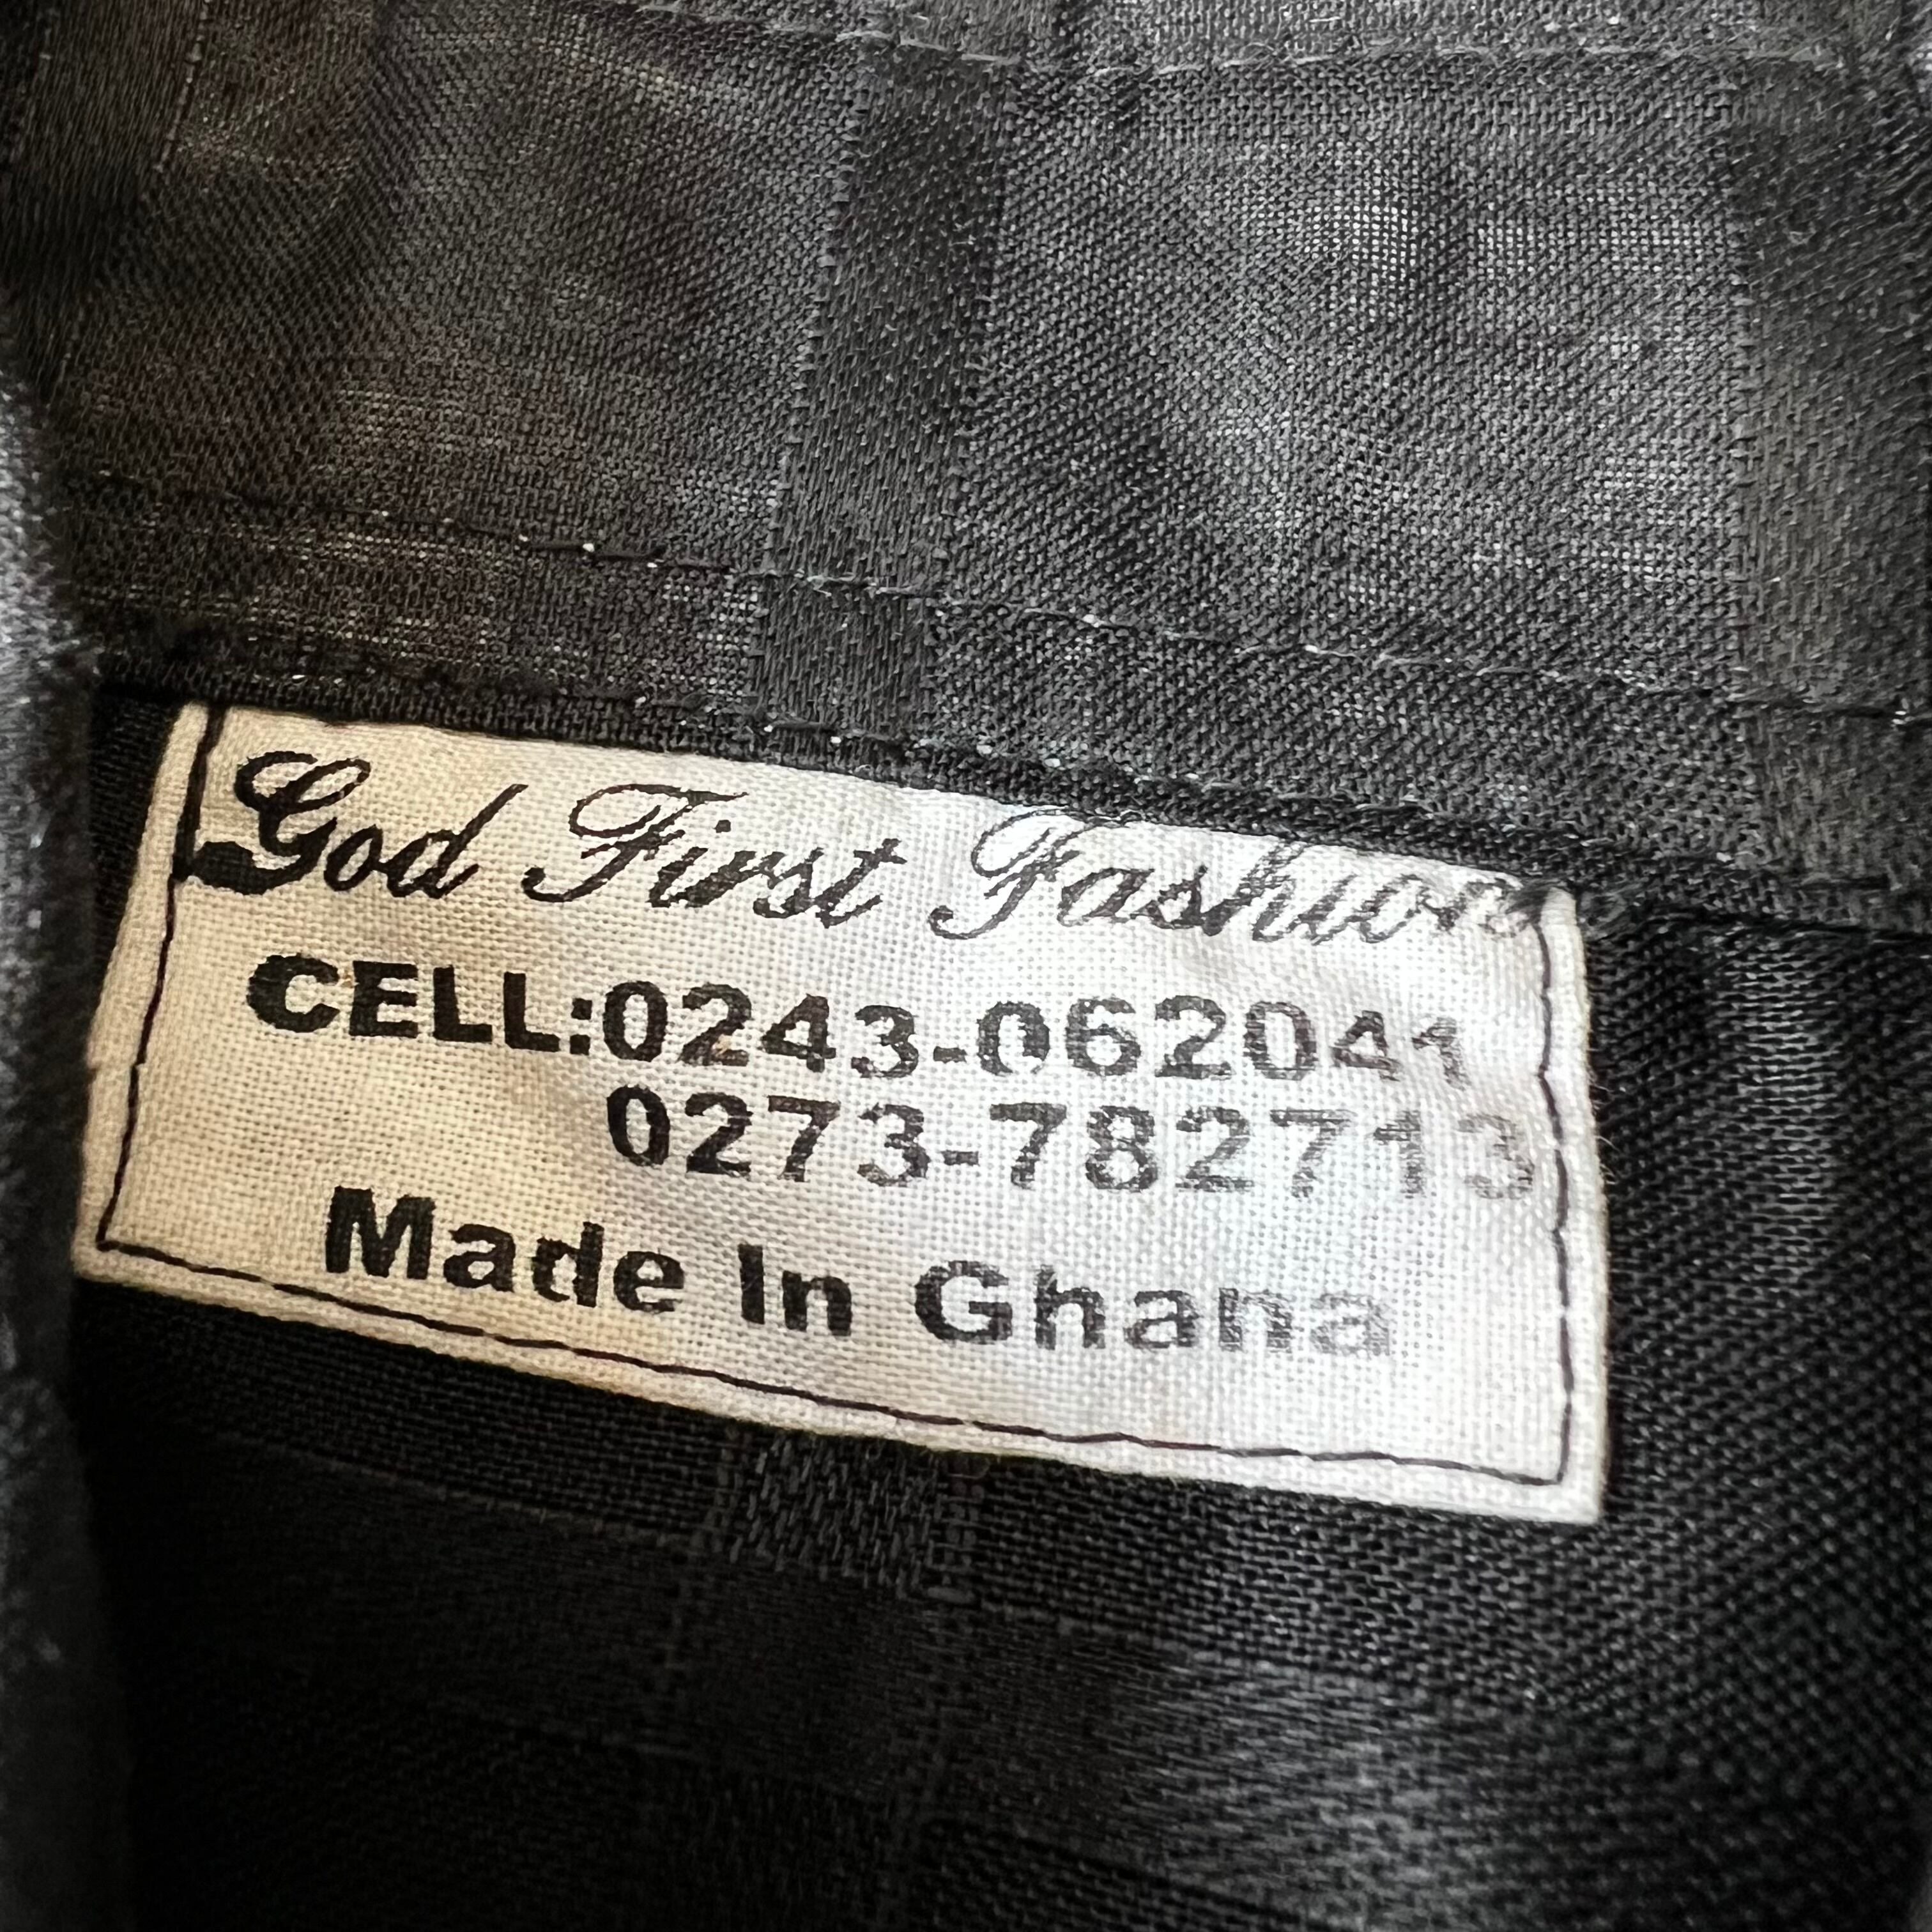 God First Fashion
CELL:0243-062041
0273-782713
Made In Ghana